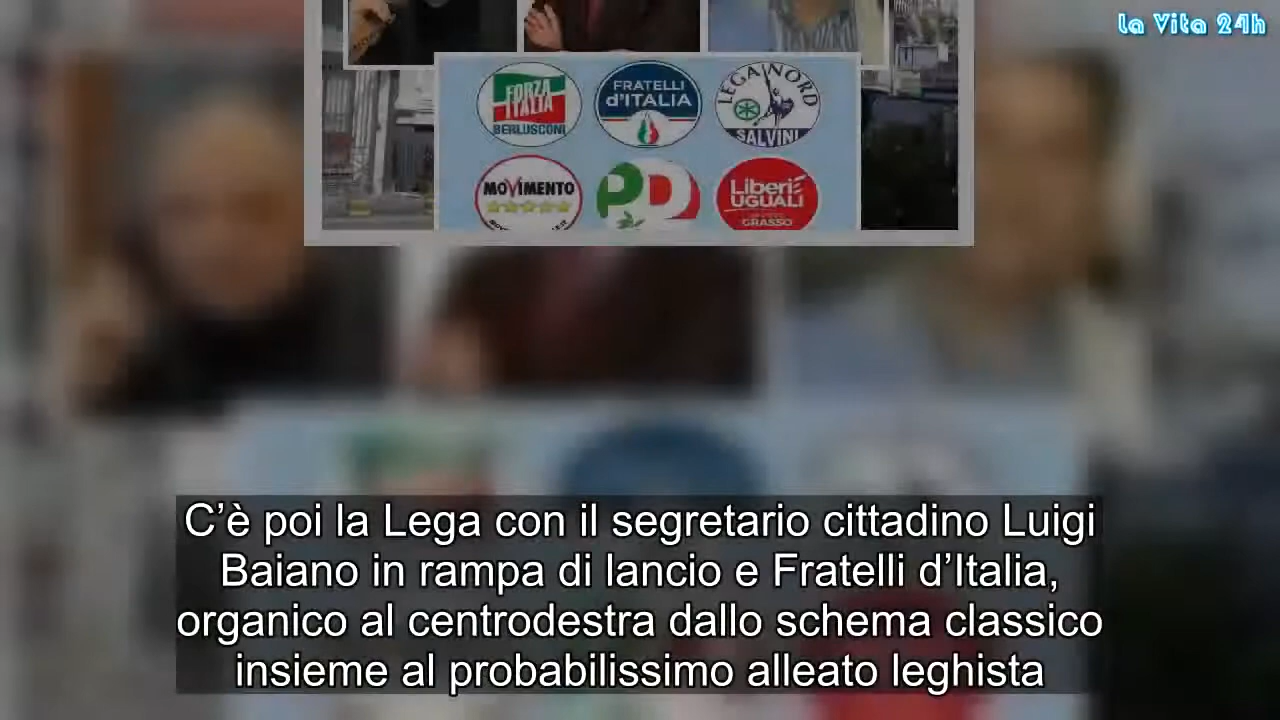 La Vita 24h
FORZA
ITALIA
BERLUSCONI
FRATELLI
d'ITALIA
LEGA NORD
SALVINI
MOVIMENTO
PD
LIBERI E
UGUALI
GRASSO
C'è poi la Lega con il segretario cittadino Luigi
Baiano in rampa di lancio e Fratelli d'Italia,
organico al centrodestra dallo schema classico
insieme al probabilissimo alleato leghista